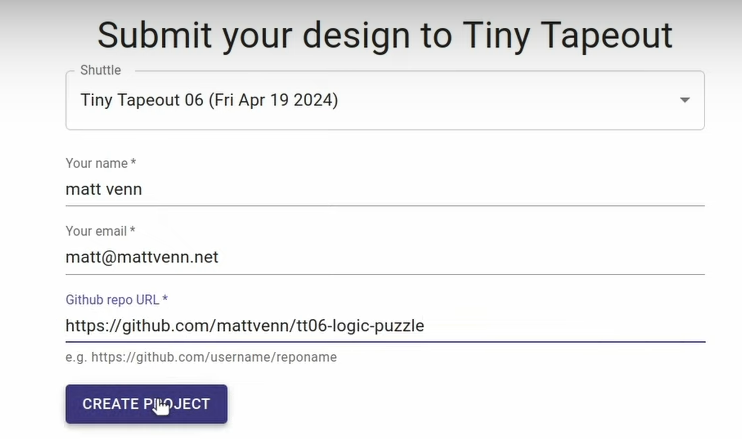 Submit your design to Tiny Tapeout
Shuttle
Tiny Tapeout 06 (Fri Apr 19 2024)
Your name *
matt venn
Your email *
matt@mattvenn.net
Github repo URL *
https://github.com/mattvenn/tt06-logic-puzzle
e.g. https://github.com/username/reponame
CREATE PROJECT